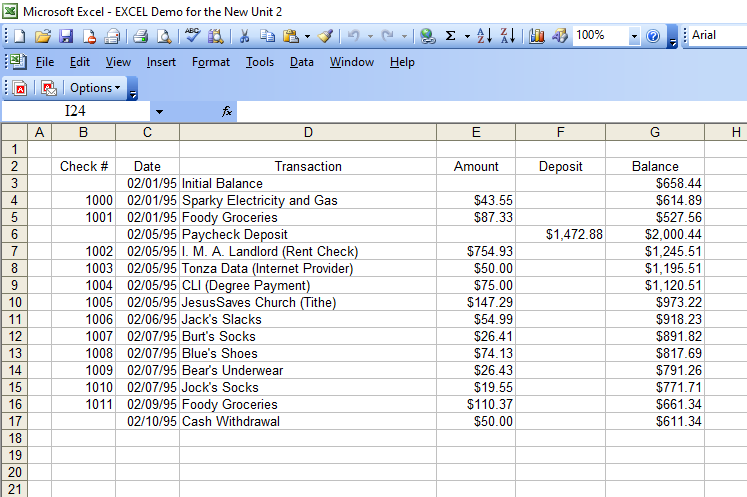 Microsoft Excel - EXCEL Demo for the New Unit 2
ABC Σ A Z Z A 100% ? Arial
File Edit View Insert Format Tools Data Window Help
Options
I24 fx
A B C D E F G H
1
2 Check # Date Transaction Amount Deposit Balance
3 02/01/95 Initial Balance $658.44
4 1000 02/01/95 Sparky Electricity and Gas $43.55 $614.89
5 1001 02/01/95 Foody Groceries $87.33 $527.56
6 02/05/95 Paycheck Deposit $1,472.88 $2,000.44
7 1002 02/05/95 I. M. A. Landlord (Rent Check) $754.93 $1,245.51
8 1003 02/05/95 Tonza Data (Internet Provider) $50.00 $1,195.51
9 1004 02/05/95 CLI (Degree Payment) $75.00 $1,120.51
10 1005 02/05/95 JesusSaves Church (Tithe) $147.29 $973.22
11 1006 02/06/95 Jack's Slacks $54.99 $918.23
12 1007 02/07/95 Burt's Socks $26.41 $891.82
13 1008 02/07/95 Blue's Shoes $74.13 $817.69
14 1009 02/07/95 Bear's Underwear $26.43 $791.26
15 1010 02/07/95 Jock's Socks $19.55 $771.71
16 1011 02/09/95 Foody Groceries $110.37 $661.34
17 02/10/95 Cash Withdrawal $50.00 $611.34
18
19
20
21